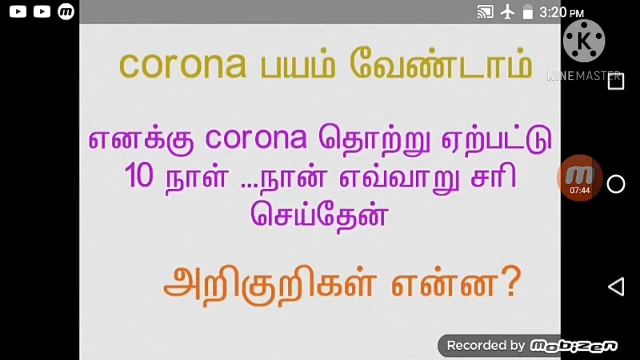 3:20 PM
corona பயம் வேண்டாம்
KINEMASTER
எனக்கு corona தொற்று ஏற்பட்டு
10 நாள் ...நான் எவ்வாறு சரி
செய்தேன்
07:44
அறிகுறிகள் என்ன?
Recorded by mobizen